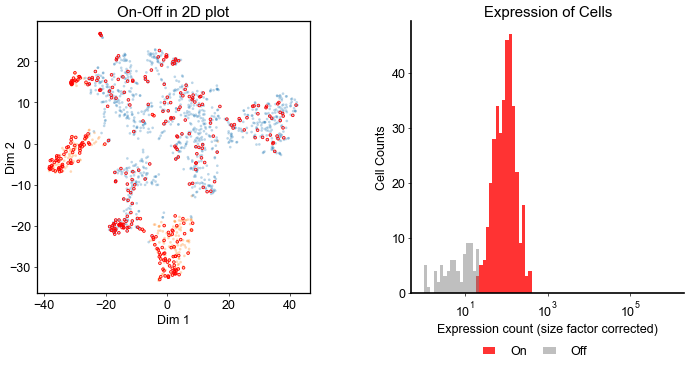 On-Off in 2D plot
20
10
0
−10
−20
−30
−40
−20
0
20
40
Dim 2
Dim 1
Expression of Cells
40
30
20
10
0
10^1
10^3
10^5
Cell Counts
Expression count (size factor corrected)
On
Off